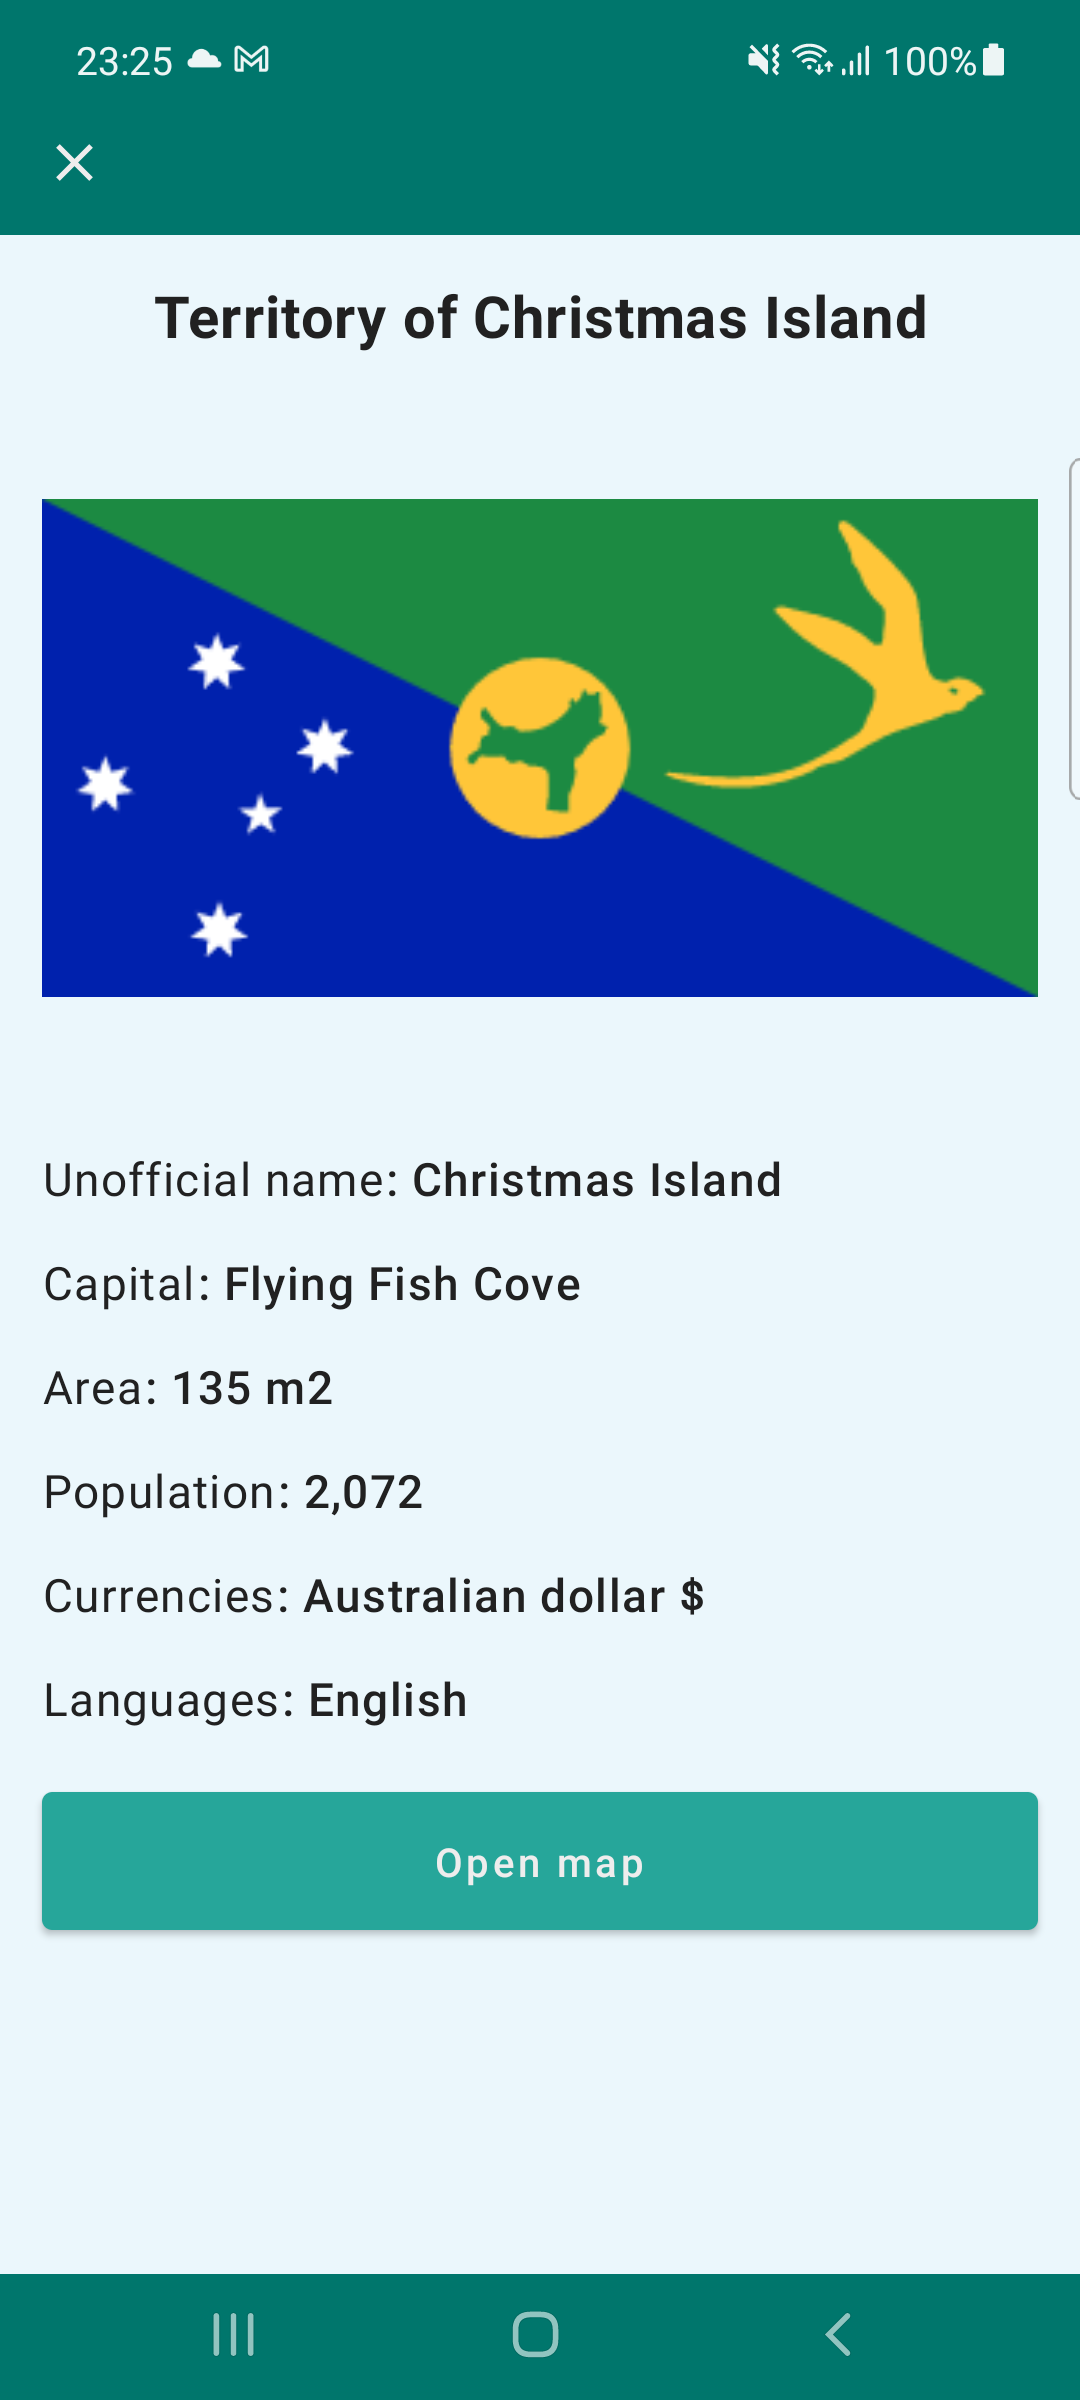 23:25
100%
Territory of Christmas Island
Unofficial name: Christmas Island
Capital: Flying Fish Cove
Area: 135 m2
Population: 2,072
Currencies: Australian dollar $
Languages: English
Open map